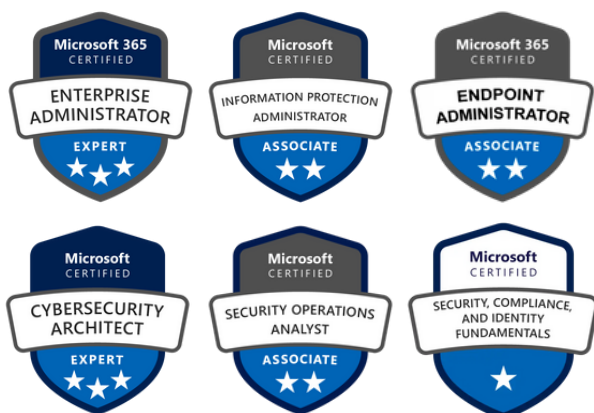 Microsoft 365
CERTIFIED
ENTERPRISE
ADMINISTRATOR
EXPERT
Microsoft
CERTIFIED
INFORMATION PROTECTION
ADMINISTRATOR
ASSOCIATE
Microsoft 365
CERTIFIED
ENDPOINT
ADMINISTRATOR
ASSOCIATE
Microsoft
CERTIFIED
CYBERSECURITY
ARCHITECT
EXPERT
Microsoft
CERTIFIED
SECURITY OPERATIONS
ANALYST
ASSOCIATE
Microsoft
CERTIFIED
SECURITY, COMPLIANCE,
AND IDENTITY
FUNDAMENTALS